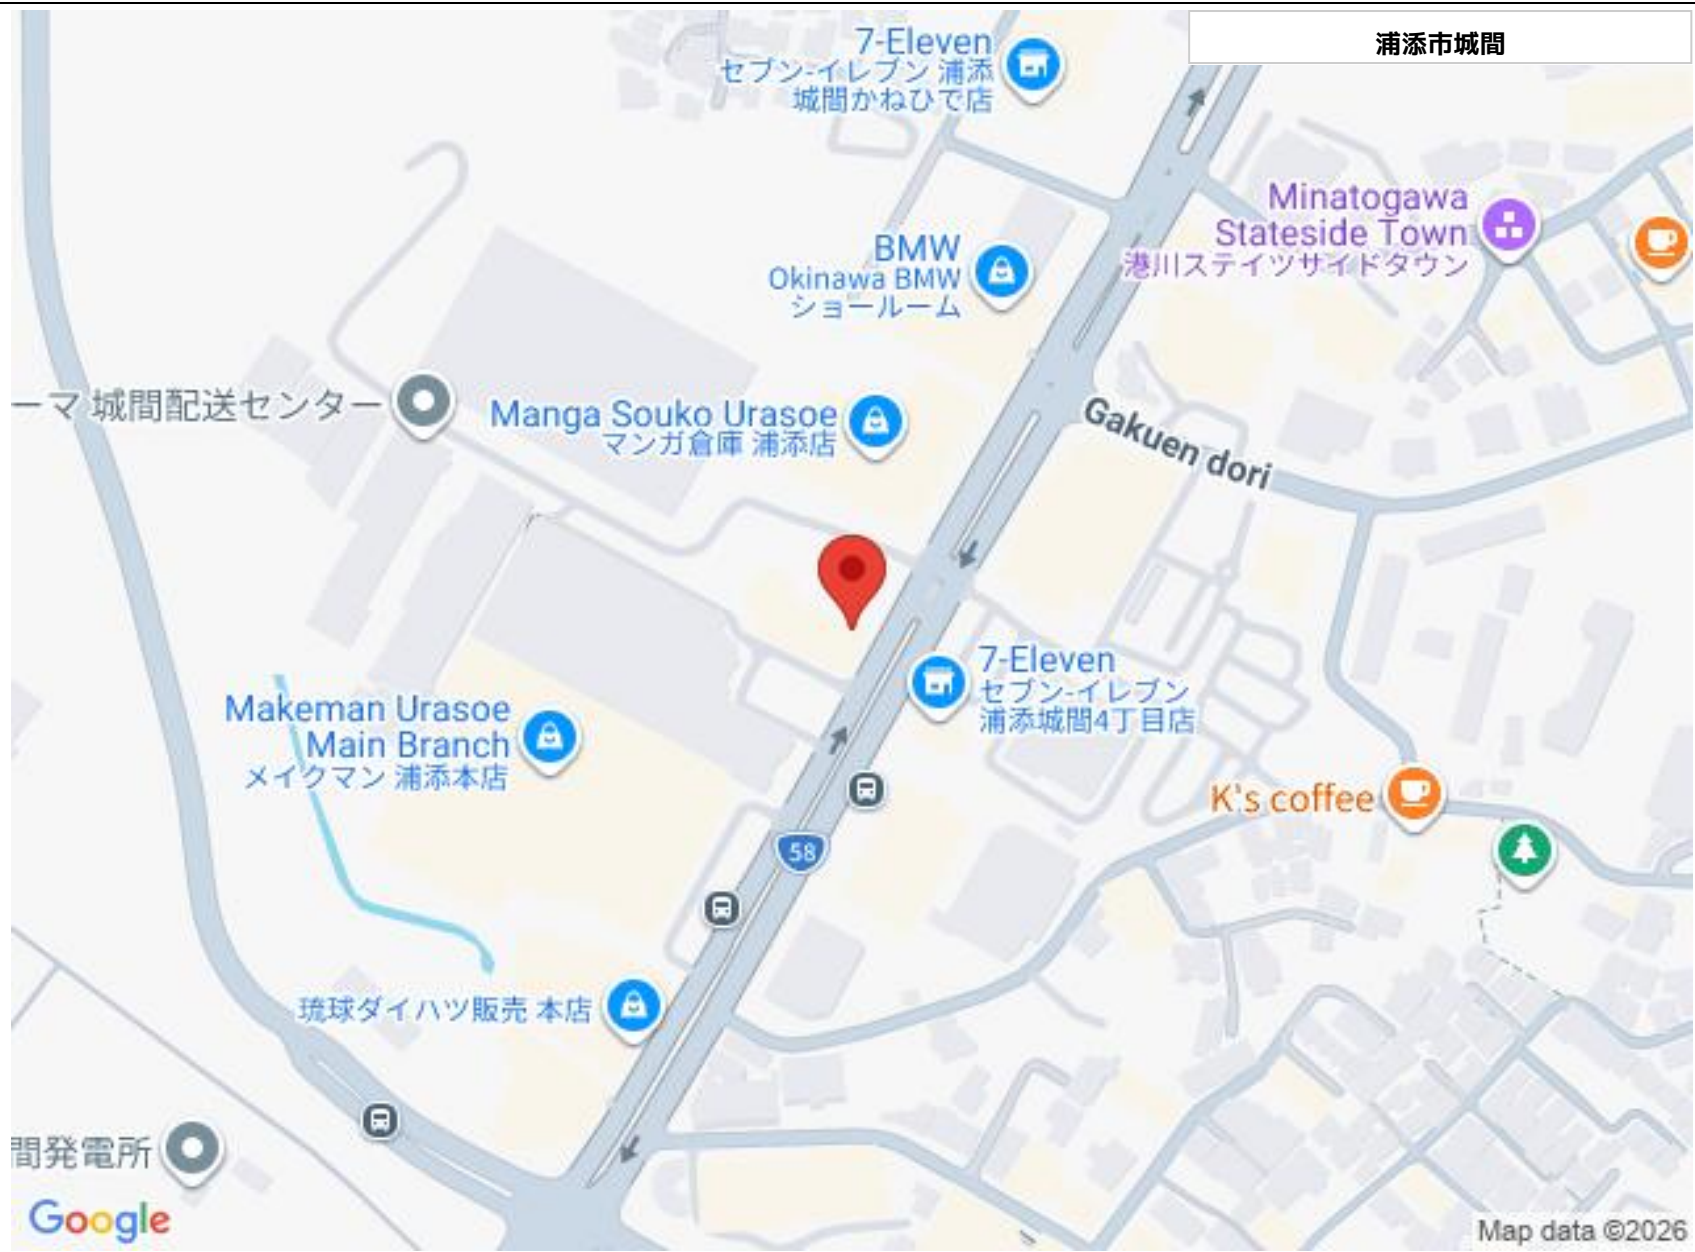 浦添市城間
7-Eleven
セブン-イレブン 浦添
城間かねひで店
Minatogawa
Stateside Town
港川ステイツサイドタウン
BMW
Okinawa BMW
ショールーム
ーマ 城間配送センター
Manga Souko Urasoe
マンガ倉庫 浦添店
Gakuen dori
7-Eleven
セブン-イレブン
浦添城間4丁目店
Makeman Urasoe
Main Branch
メイクマン 浦添本店
K's coffee
58
琉球ダイハツ販売 本店
間発電所
Google
Map data ©2026